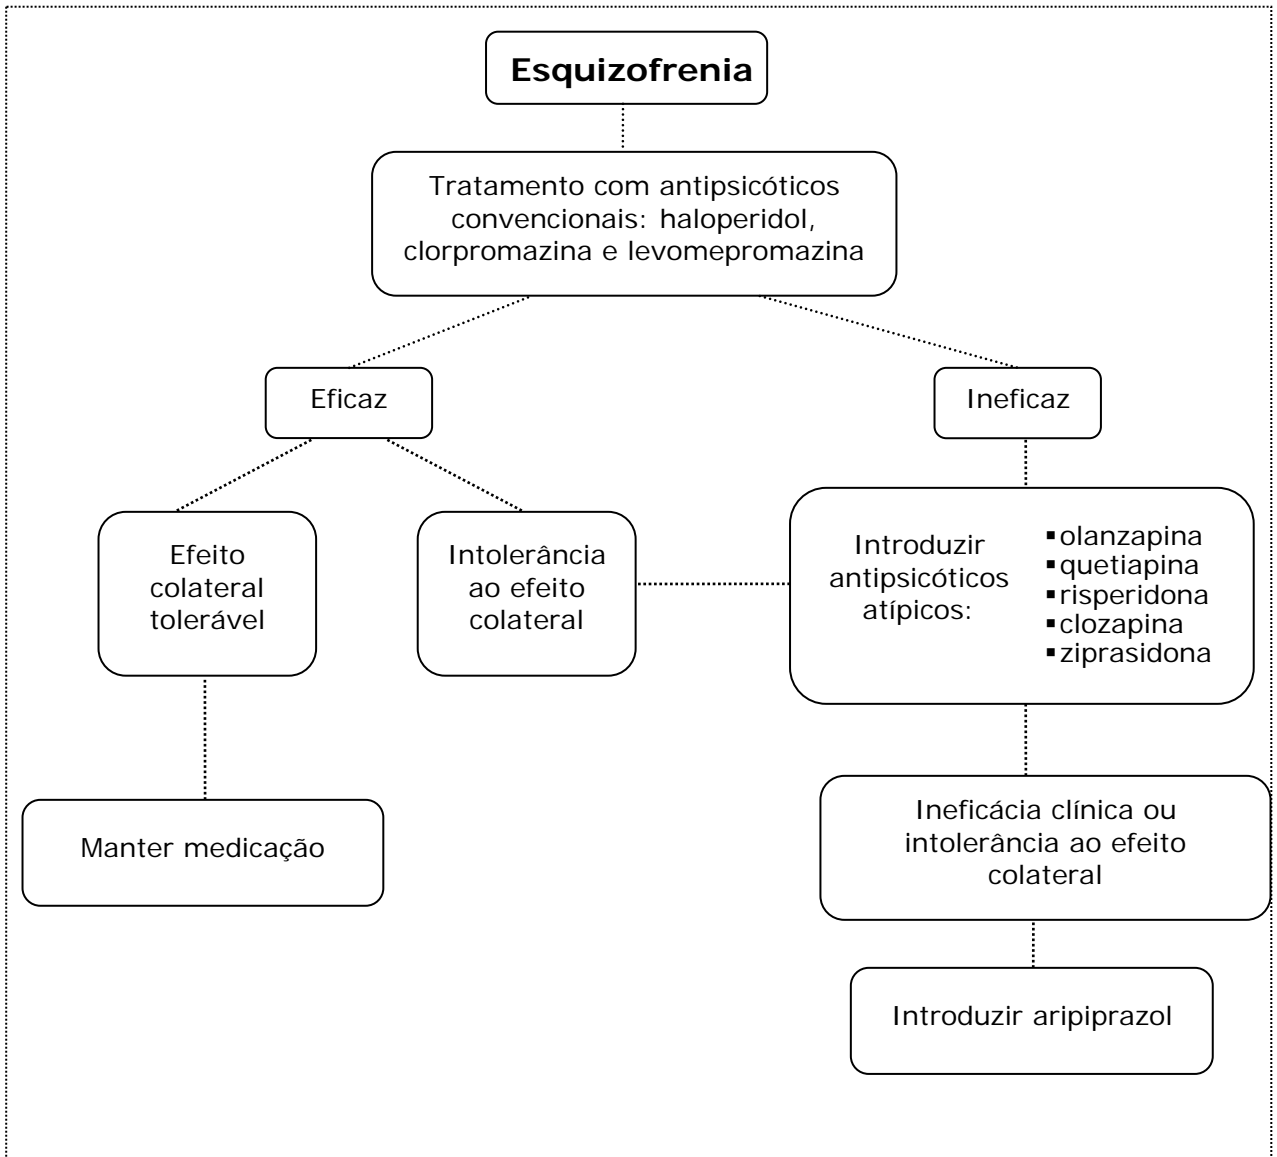 Esquizofrenia
Tratamento com antipsicóticos
convencionais: haloperidol,
clorpromazina e levomepromazina
Eficaz
Ineficaz
Efeito
colateral
tolerável
Intolerância
ao efeito
colateral
Introduzir
antipsicóticos
atípicos:
▪olanzapina
▪quetiapina
▪risperidona
▪clozapina
▪ziprasidona
Manter medicação
Ineficácia clínica ou
intolerância ao efeito
colateral
Introduzir aripiprazol